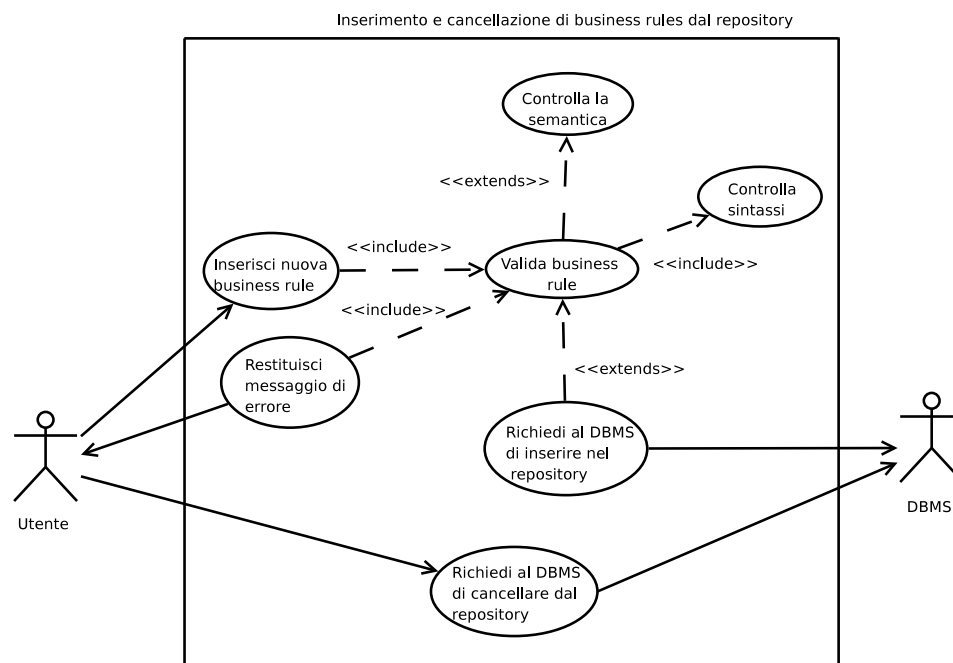 Inserimento e cancellazione di business rules dal repository
Controlla la
semantica
<<extends>>
Controlla
sintassi
<<include>>
Inserisci nuova
business rule
Valida business
rule
<<include>>
<<include>>
Restituisci
messaggio di
errore
<<extends>>
Richiedi al DBMS
di inserire nel
repository
Utente
DBMS
Richiedi al DBMS
di cancellare dal
repository